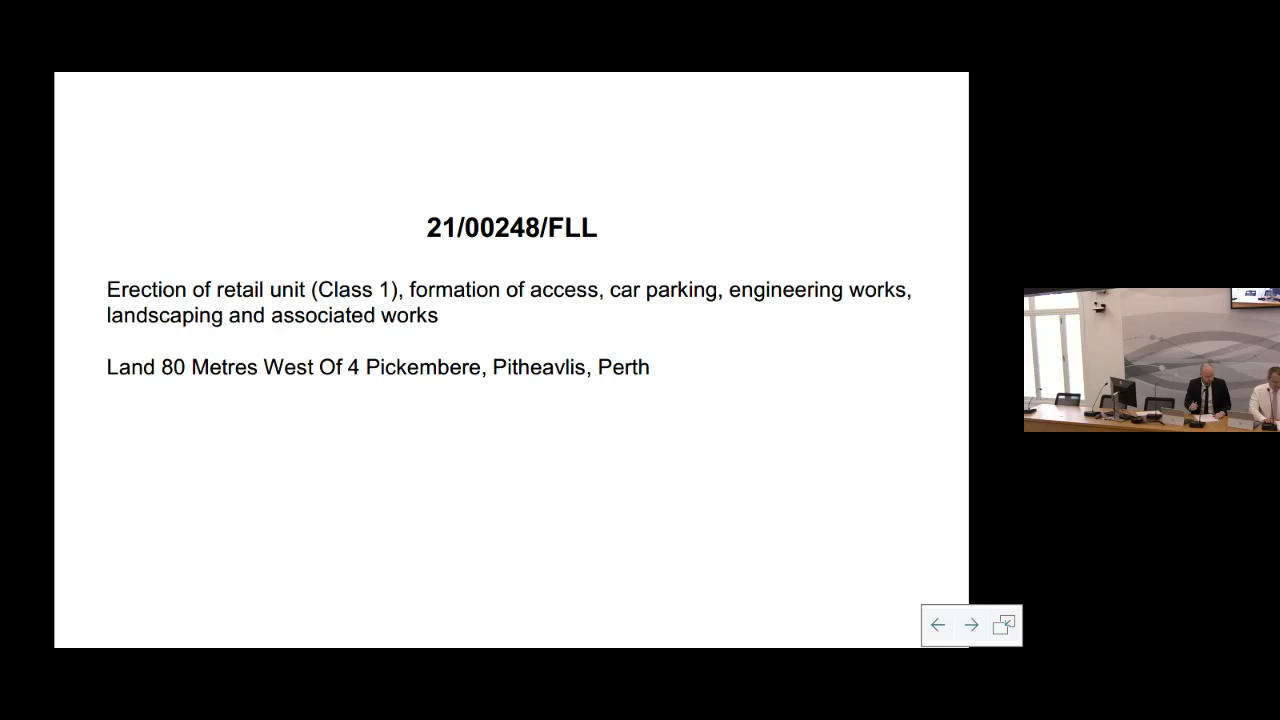 21/00248/FLL
Erection of retail unit (Class 1), formation of access, car parking, engineering works,
landscaping and associated works
Land 80 Metres West Of 4 Pickembere, Pitheavlis, Perth